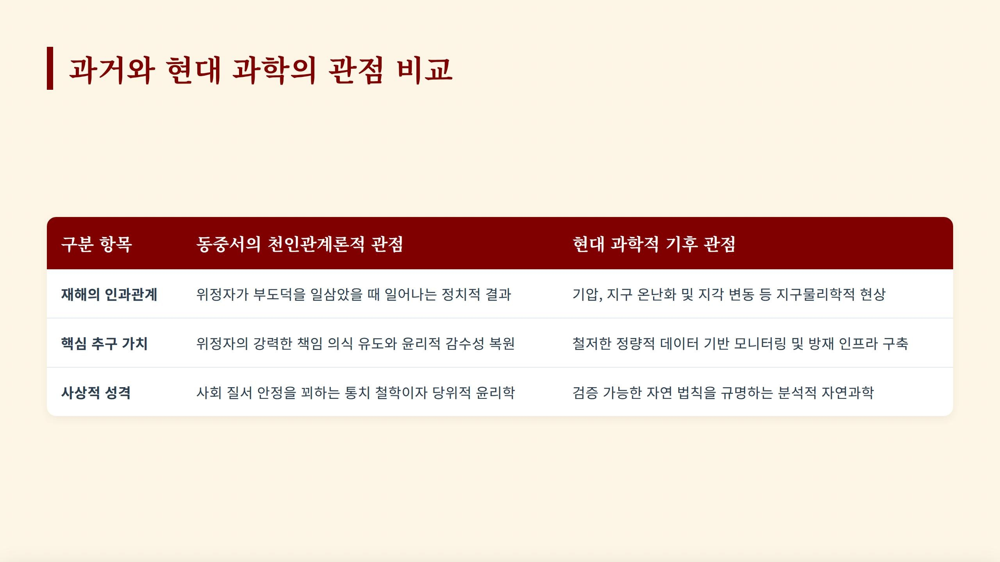 과거와 현대 과학의 관점 비교
구분 항목 동중서의 천인관계론적 관점 현대 과학적 기후 관점
재해의 인과관계 위정자가 부도덕을 일삼았을 때 일어나는 정치적 결과 기압, 지구 온난화 및 지각 변동 등 지구물리학적 현상
핵심 추구 가치 위정자의 강력한 책임 의식 유도와 윤리적 감수성 복원 철저한 정량적 데이터 기반 모니터링 및 방재 인프라 구축
사상적 성격 사회 질서 안정을 꾀하는 통치 철학이자 당위적 윤리학 검증 가능한 자연 법칙을 규명하는 분석적 자연과학